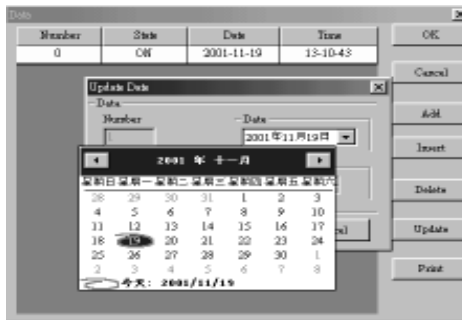 Data
Number State Date Time OK
0 ON 2001-11-19 13-10-43
Cancel
Update Data
Data
Number Date Add
1 2001年11月19日
Insert
2001 年 十一月
星期日 星期一 星期二 星期三 星期四 星期五 星期六
28 29 30 31 1 2 3
Delete
4 5 6 7 8 9 10
11 12 13 14 15 16 17
18 19 20 21 22 23 24
Update
25 26 27 28 29 30 1
2 3 4 5 6 7 8
Print
今天: 2001/11/19